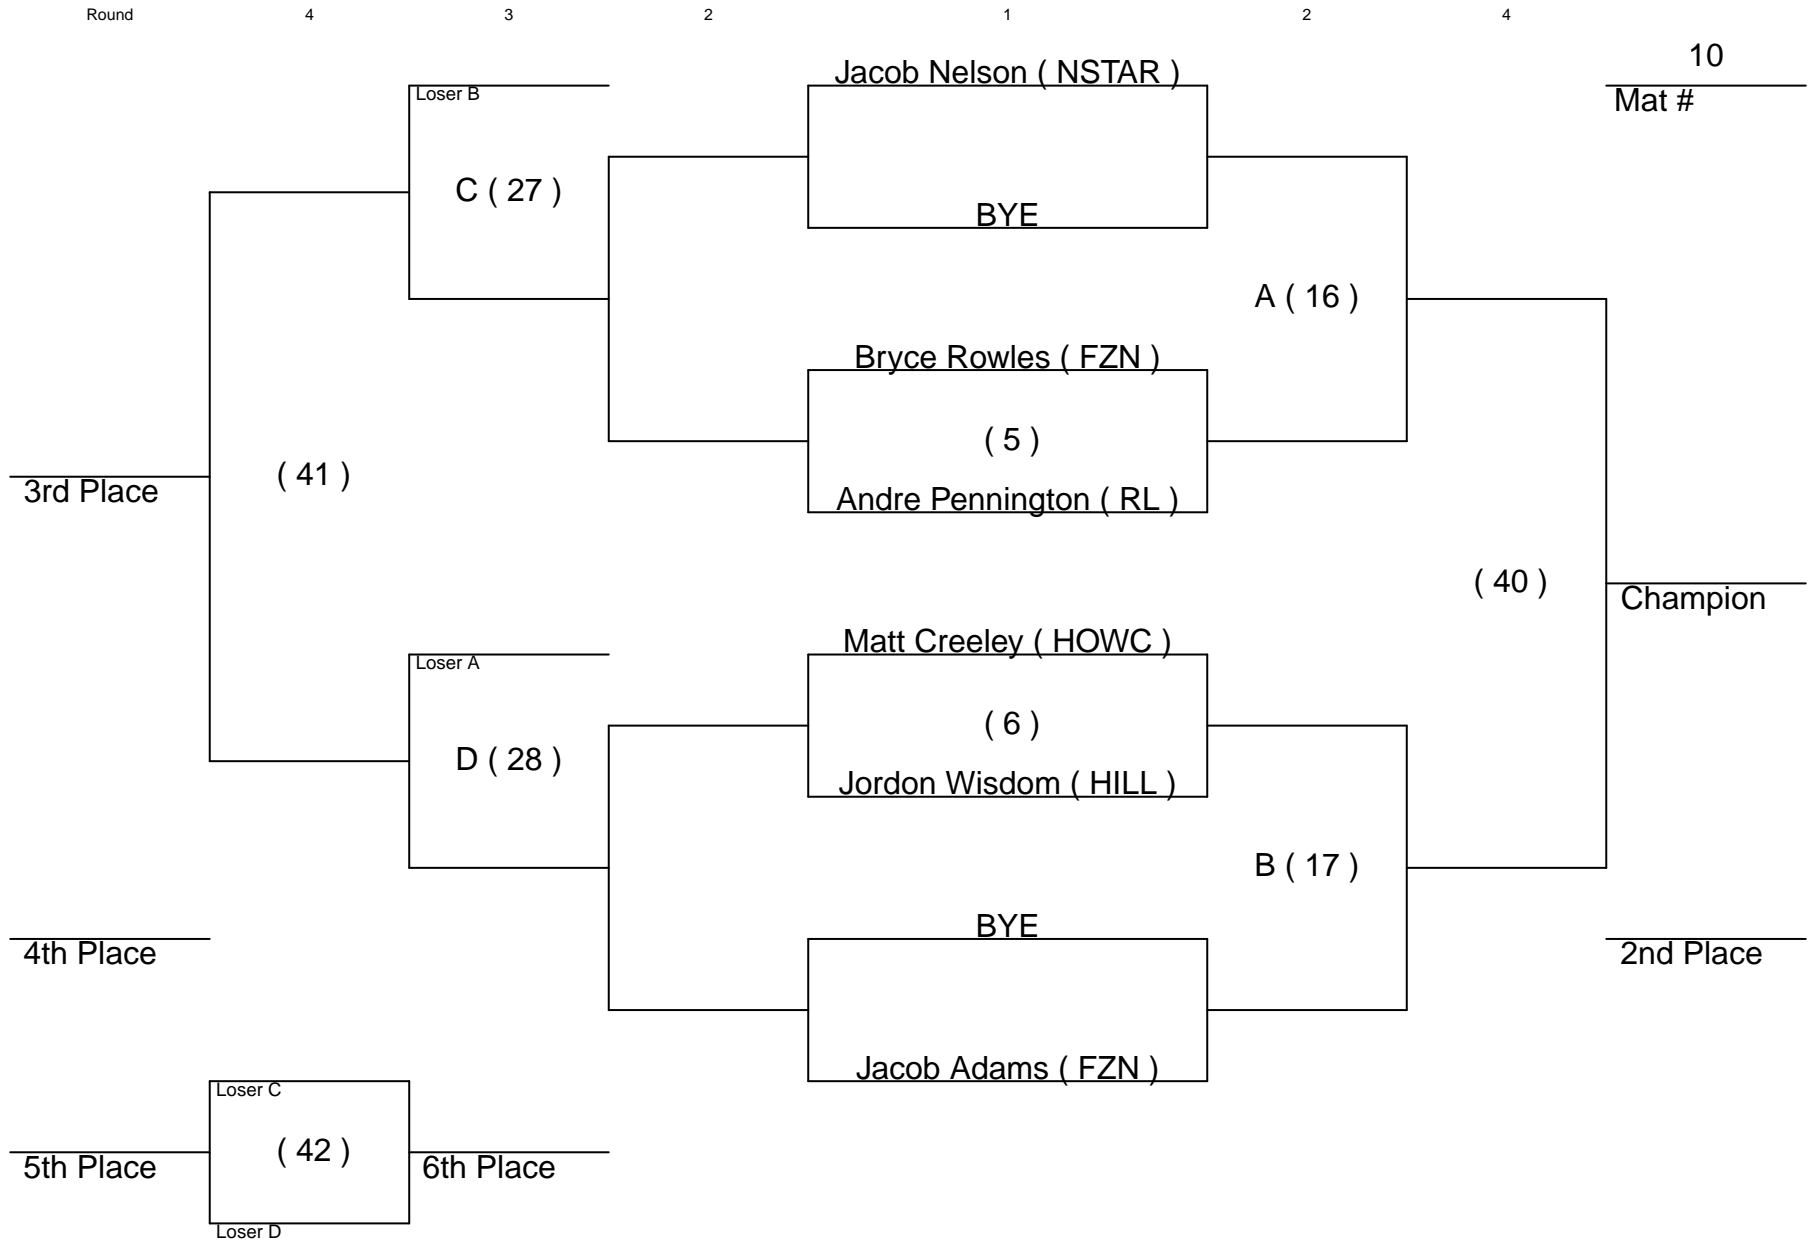 Round 4 3 2 1 2 4
10
Mat #
Jacob Nelson ( NSTAR )
Loser B
C ( 27 )
BYE
A ( 16 )
Bryce Rowles ( FZN )
( 5 )
3rd Place
( 41 )
Andre Pennington ( RL )
( 40 )
Champion
Matt Creeley ( HOWC )
Loser A
( 6 )
D ( 28 )
Jordon Wisdom ( HILL )
B ( 17 )
BYE
4th Place
2nd Place
Jacob Adams ( FZN )
Loser C
5th Place
( 42 )
6th Place
Loser D